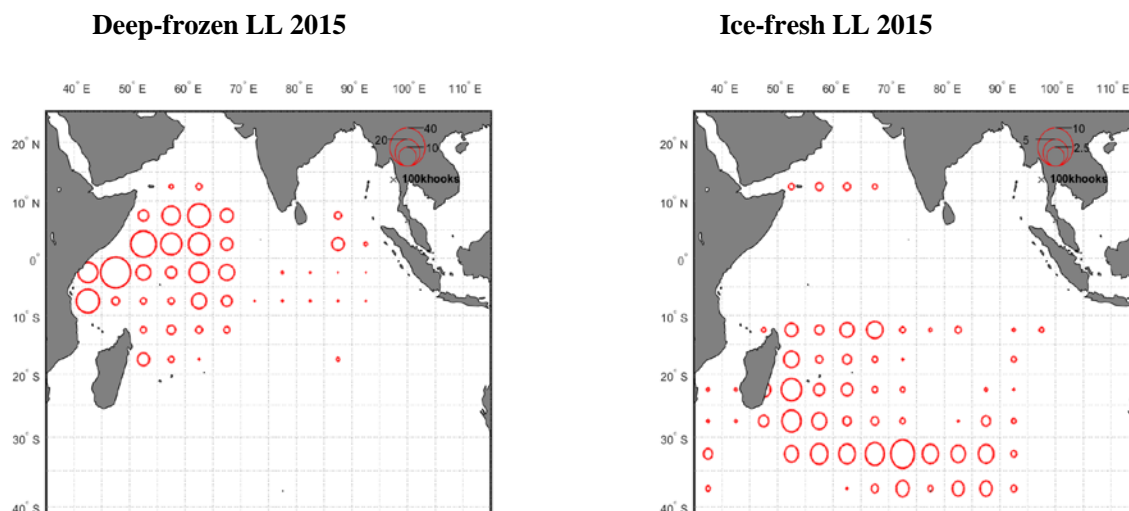 Deep-frozen LL 2015
Ice-fresh LL 2015
40° E 50° E 60° E 70° E 80° E 90° E 100° E 110° E
40° E 50° E 60° E 70° E 80° E 90° E 100° E 110° E
20° N
10° N
0°
10° S
20° S
30° S
40° S
40
20
10
× 100khooks
20° N
10° N
0°
10° S
20° S
30° S
40° S
10
5
2.5
× 100khooks